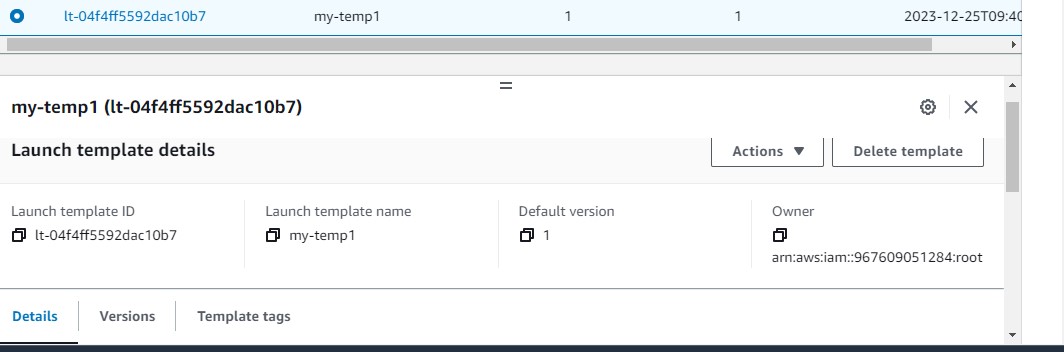 lt-04f4ff5592dac10b7 my-temp1 1 1 2023-12-25T09:40
my-temp1 (lt-04f4ff5592dac10b7)
Launch template details Actions Delete template
Launch template ID Launch template name Default version Owner
lt-04f4ff5592dac10b7 my-temp1 1
arn:aws:iam::967609051284:root
Details Versions Template tags